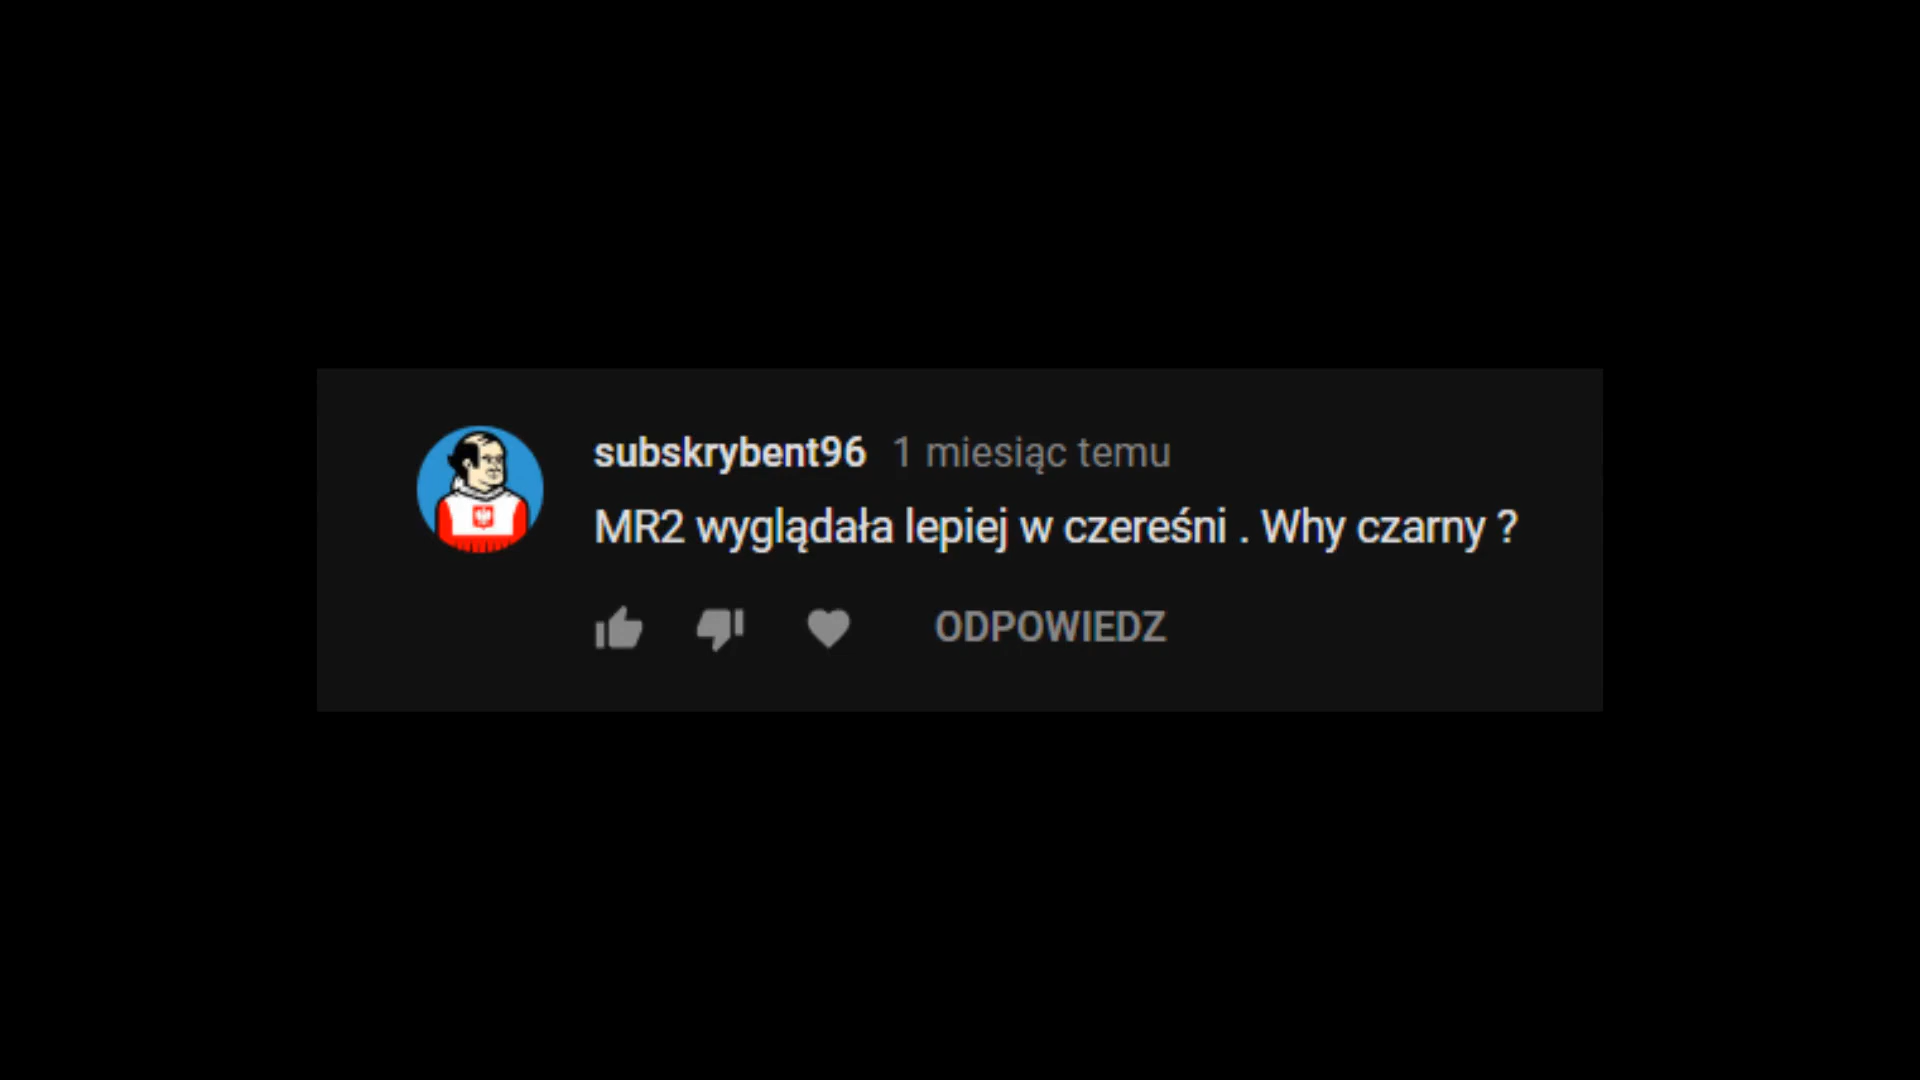 subskrybent96 1 miesiąc temu
MR2 wyglądała lepiej w czereśni . Why czarny ?
ODPOWIEDZ